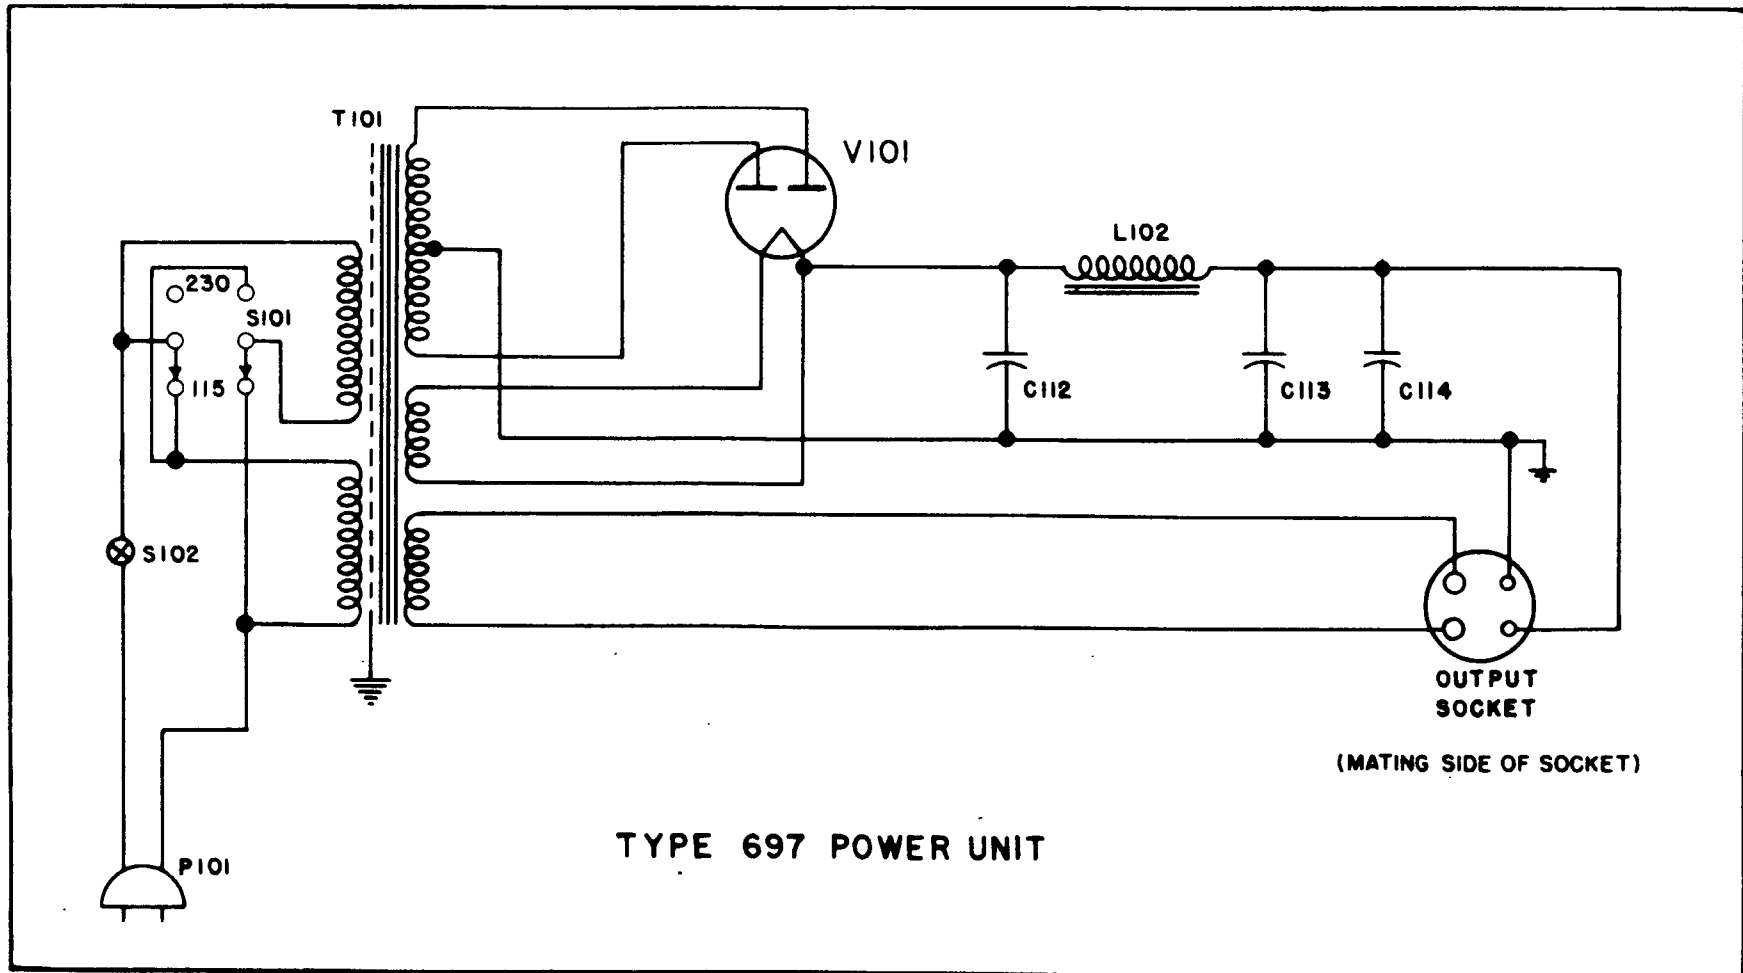 T101
V101
L102
230
S101
115
C112
C113
C114
S102
OUTPUT
SOCKET
(MATING SIDE OF SOCKET)
TYPE 697 POWER UNIT
P101